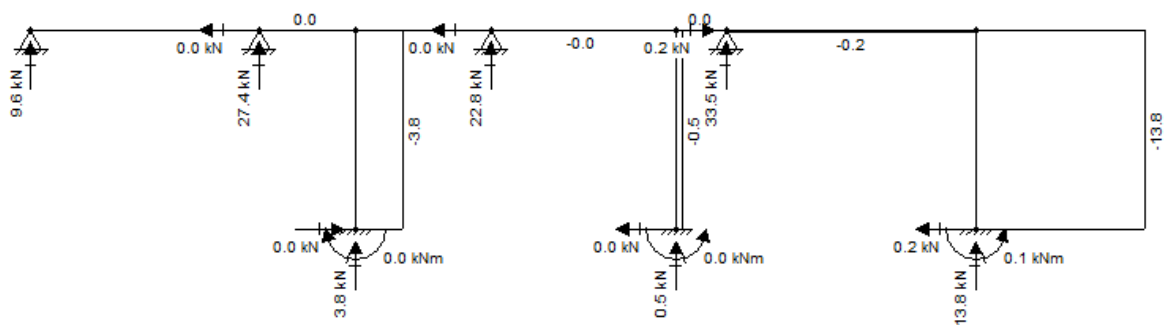 0.0
0.0 kN
0.0 kN
-0.0
0.0
0.2 kN
-0.2
9.6 kN
27.4 kN
22.8 kN
33.5 kN
-3.8
-0.5
-13.8
0.0 kN
0.0 kNm
0.0 kN
0.0 kNm
0.2 kN
0.1 kNm
3.8 kN
0.5 kN
13.8 kN